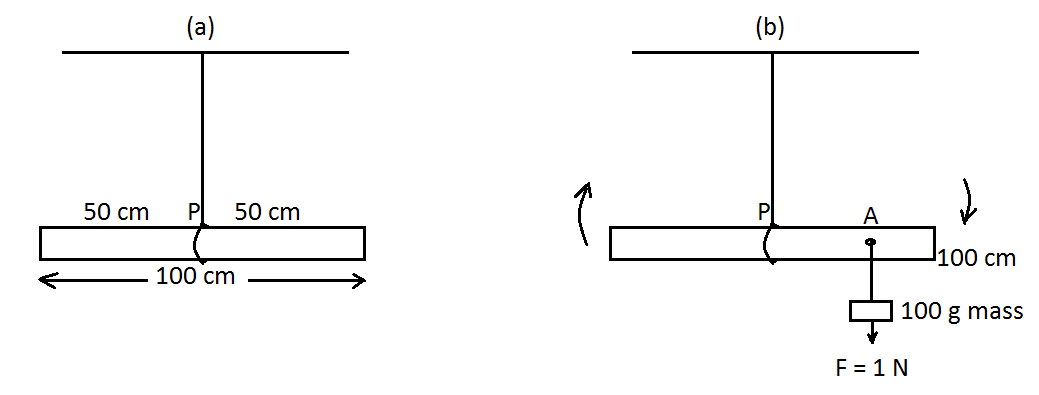 (a)
50 cm P 50 cm
100 cm
(b)
P A
100 cm
100 g mass
F = 1 N